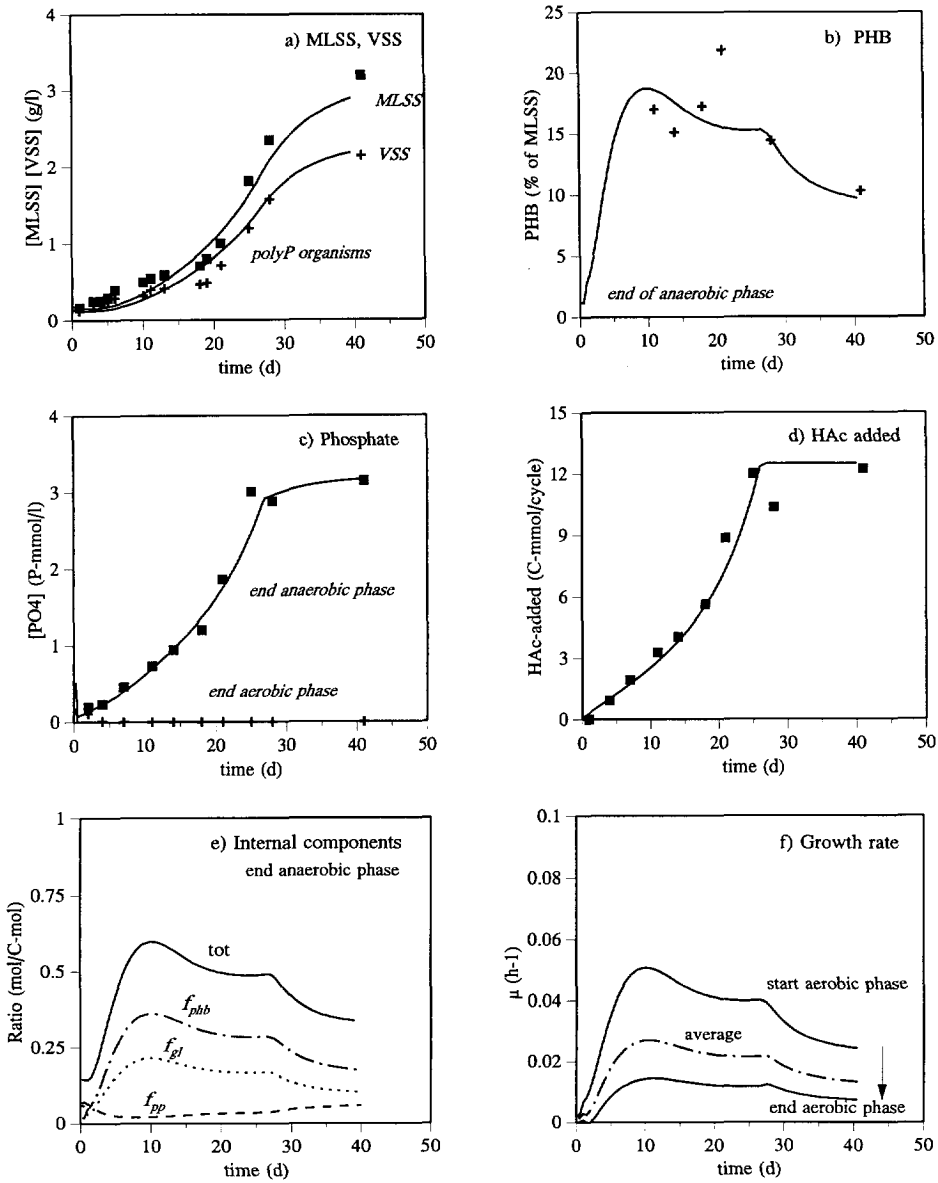 a) MLSS, VSS
[MLSS] [VSS] (g/l)
4
3
2
1
0
MLSS
VSS
polyP organisms
0 10 20 30 40 50
time (d)
b) PHB
PHB (% of MLSS)
25
20
15
10
5
0
end of anaerobic phase
0 10 20 30 40 50
time (d)
c) Phosphate
[PO4] (P-mmol/l)
4
3
2
1
0
end anaerobic phase
end aerobic phase
0 10 20 30 40 50
time (d)
d) HAc added
HAc-added (C-mmol/cycle)
15
12
9
6
3
0
0 10 20 30 40 50
time (d)
e) Internal components
end anaerobic phase
Ratio (mol/C-mol)
1
0.75
0.5
0.25
0
tot
fphb
fgl
fpp
0 10 20 30 40 50
time (d)
f) Growth rate
μ (h-1)
0.1
0.08
0.06
0.04
0.02
0
start aerobic phase
average
end aerobic phase
0 10 20 30 40 50
time (d)